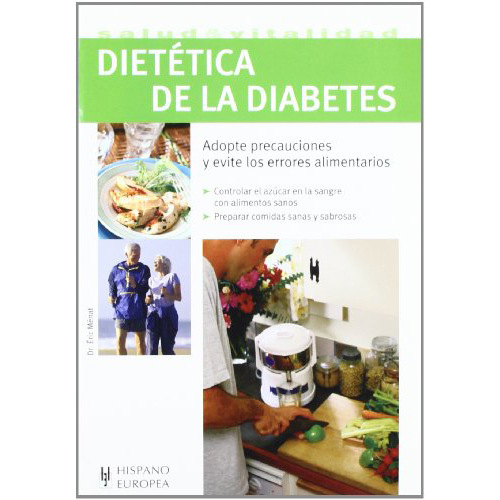 salud & vitalidad
DIETÉTICA
DE LA DIABETES
Adopte precauciones
y evite los errores alimentarios
➤ Controlar el azúcar en la sangre
con alimentos sanos
➤ Preparar comidas sanas y sabrosas
Dr. Éric Ménat
HISPANO
EUROPEA